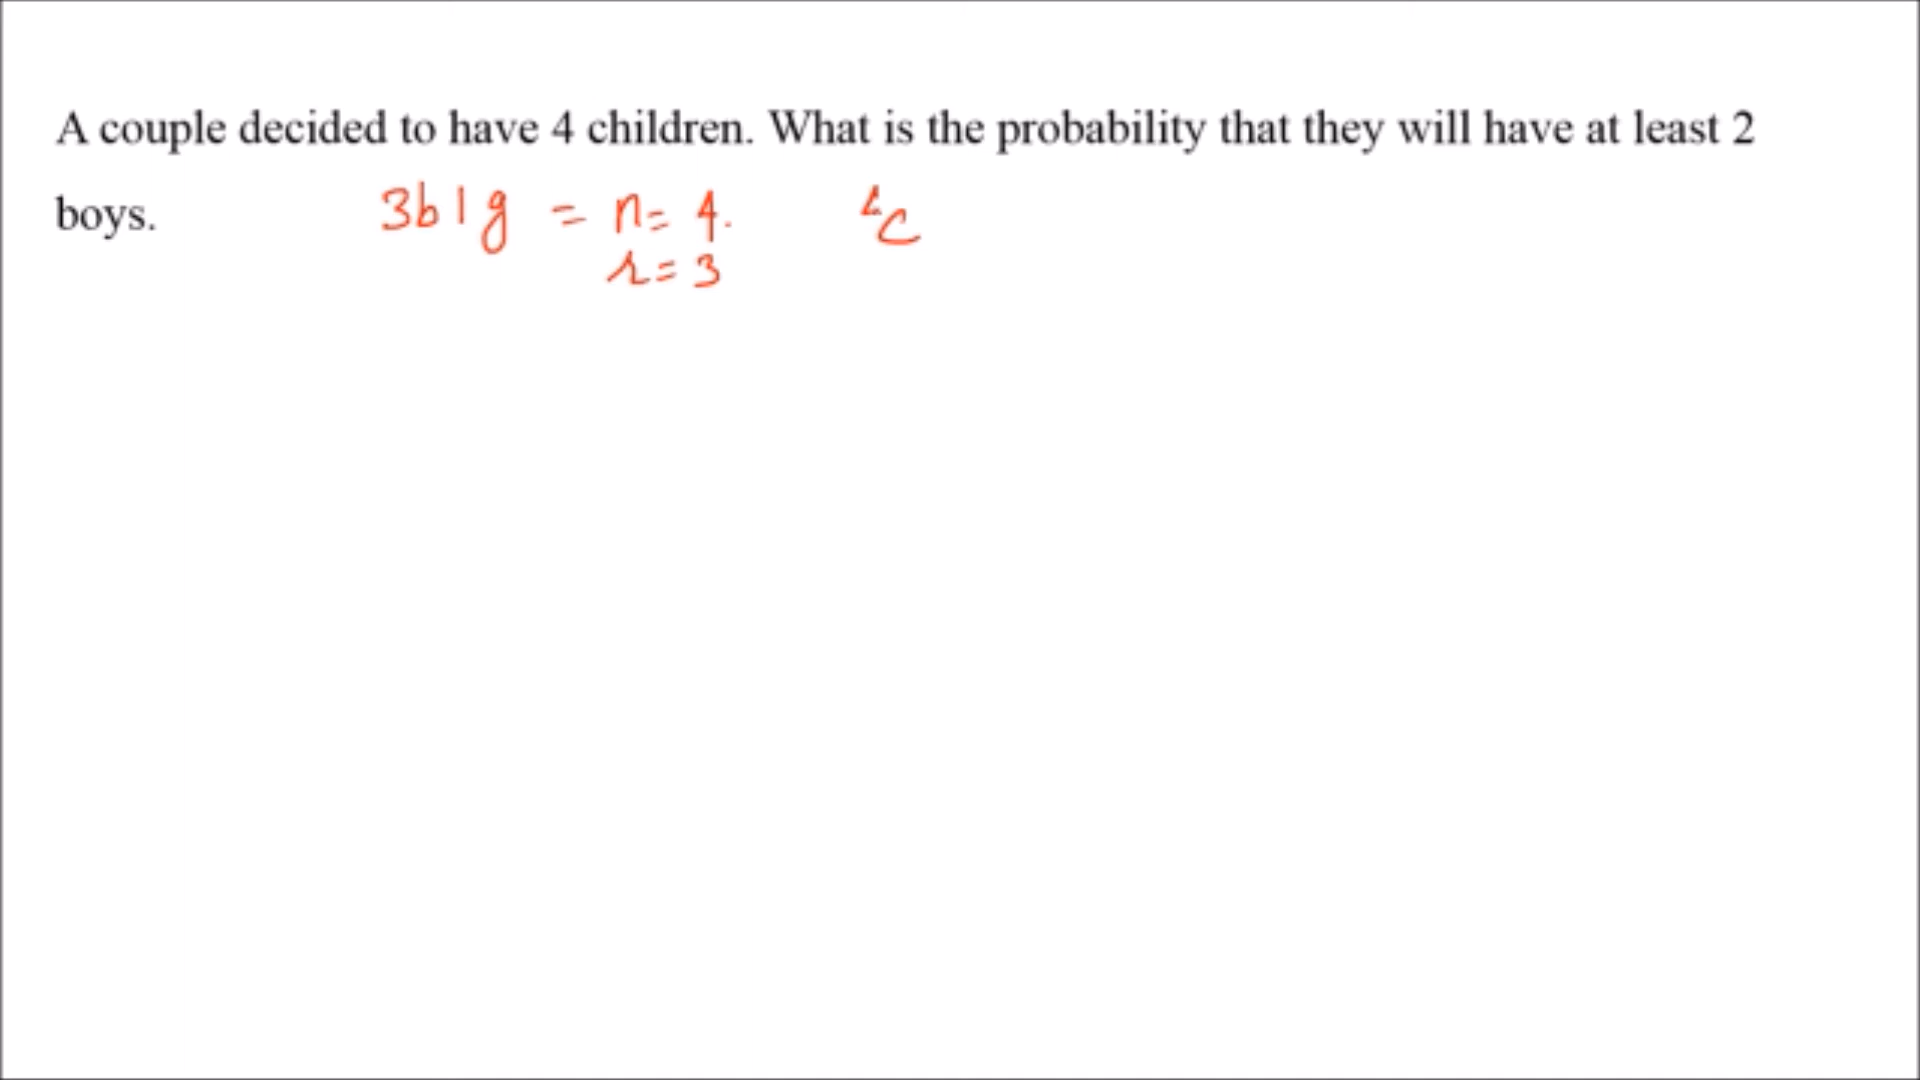 A couple decided to have 4 children. What is the probability that they will have at least 2
boys. 3b 1g = n= 4. ⁴C
r= 3